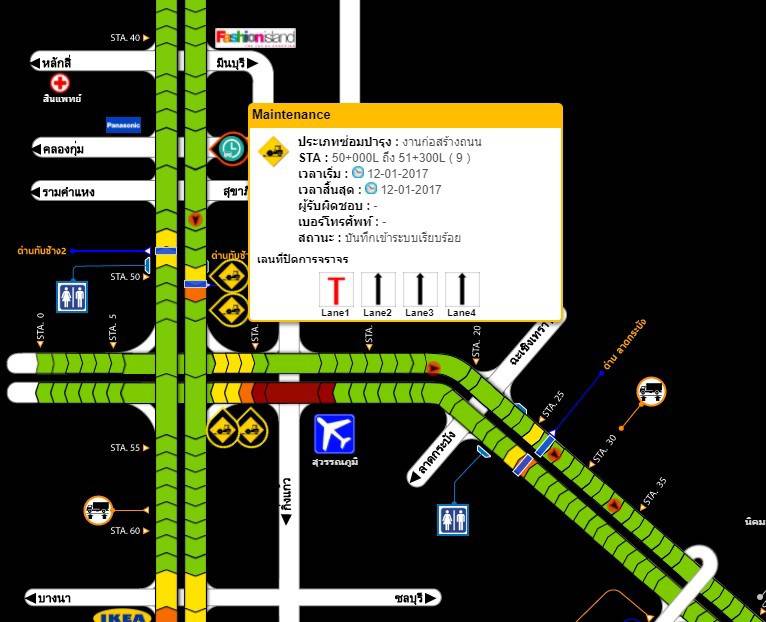 STA. 40
Fashionisland
หลักสี่
มีนบุรี
สินแพทย์
Maintenance
Panasonic
ประเภทซ่อมบำรุง : งานก่อสร้างถนน
คลองกุ่ม
STA : 50+000L ถึง 51+300L ( 9 )
เวลาเริ่ม : 12-01-2017
รามคำแหง
เวลาสิ้นสุด : 12-01-2017
ผู้รับผิดชอบ : -
เบอร์โทรศัพท์ : -
สถานะ : บันทึกเข้าระบบเรียบร้อย
ด่านทับช้าง2
เลนที่ปิดการจราจร
STA. 50
Lane1 Lane2 Lane3 Lane4
STA. 0
STA. 5
STA.
STA.
STA. 20
ฉะเชิงเทรา
ด่าน ลาดกระบัง
STA. 25
STA. 55
สุวรรณภูมิ
ลาดกระบัง
STA. 30
STA. 35
กิ่งแก้ว
STA. 60
นิคม
บางนา
ชลบุรี
IKEA